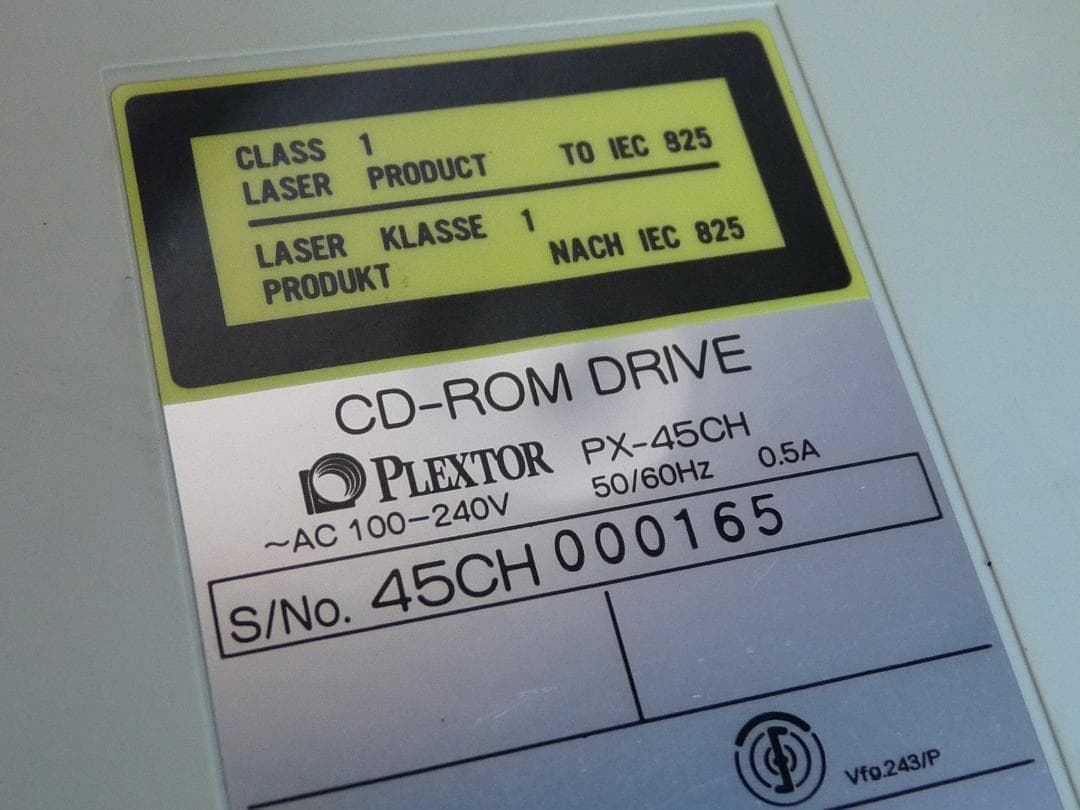 CLASS 1
LASER PRODUCT TO IEC 825
LASER KLASSE 1
PRODUKT NACH IEC 825
CD-ROM DRIVE
PLEXTOR PX-45CH
~AC 100-240V 50/60Hz 0.5A
S/No. 45CH 000165
Vfg.243/P